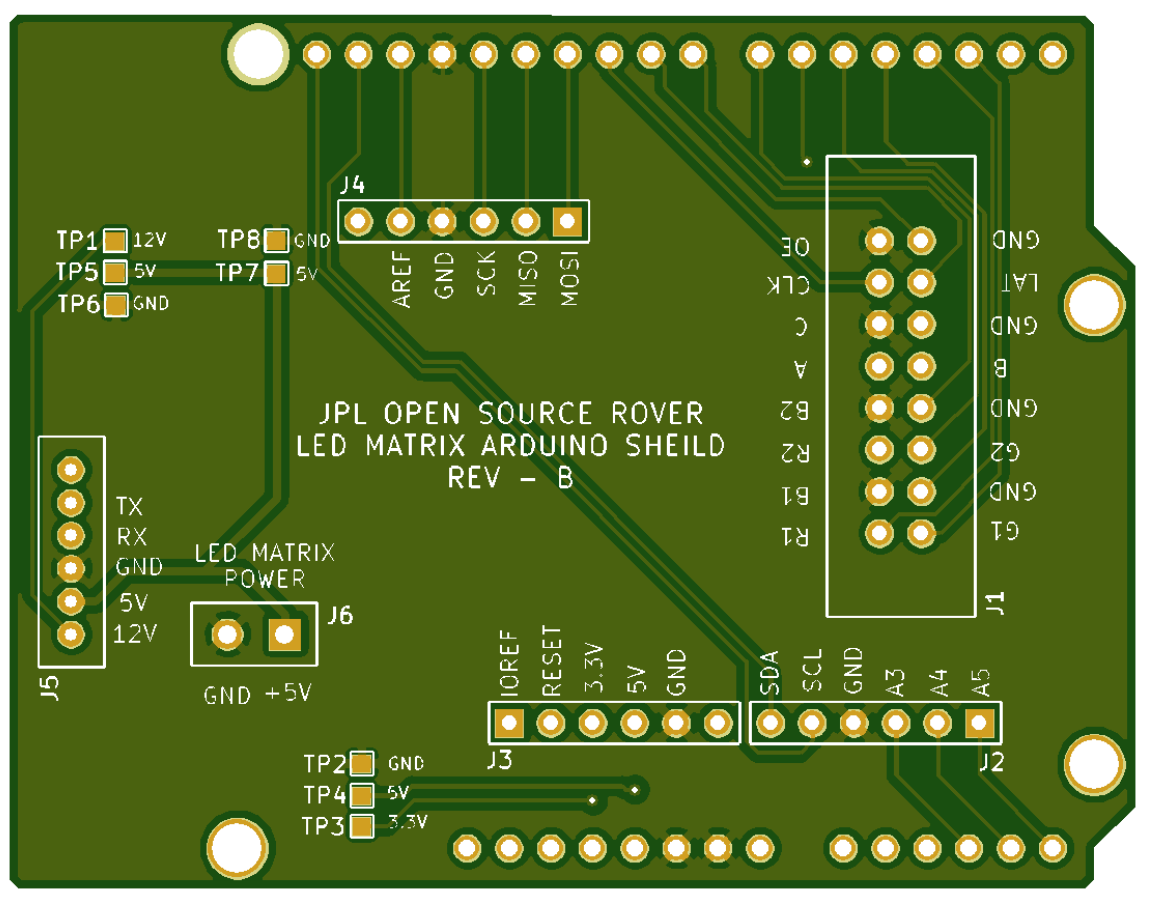 J4
TP1 12V
TP8 GND
TP5 5V
TP7 5V
TP6 GND
AREF
GND
SCK
MISO
MOSI
OE
CLK
C
A
B2
R2
B1
R1
GND
LAT
GND
B
GND
G2
GND
G1
J1
JPL OPEN SOURCE ROVER
LED MATRIX ARDUINO SHEILD
REV - B
TX
RX
GND
5V
12V
J5
LED MATRIX
POWER
J6
GND +5V
IOREF
RESET
3.3V
5V
GND
J3
SDA
SCL
GND
A3
A4
A5
J2
TP2 GND
TP4 5V
TP3 3.3V